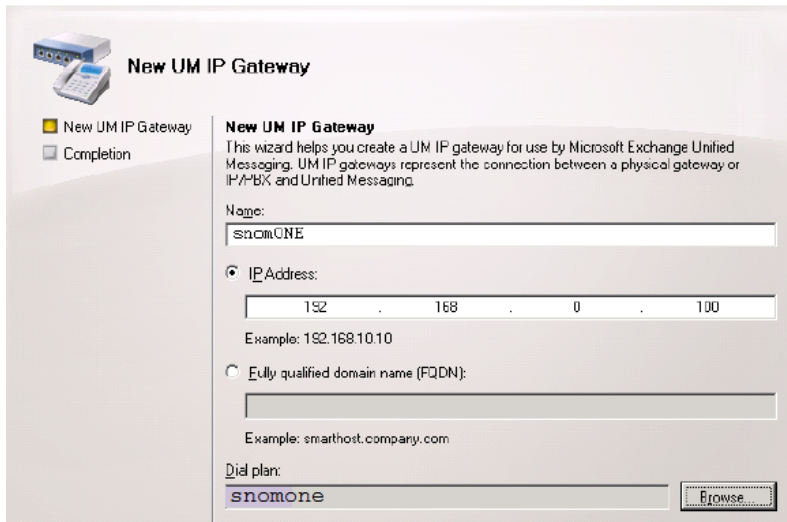 New UM IP Gateway
New UM IP Gateway
Completion
New UM IP Gateway
This wizard helps you create a UM IP gateway for use by Microsoft Exchange Unified
Messaging. UM IP gateways represent the connection between a physical gateway or
IP/PBX and Unified Messaging.
Name:
snomONE
IP Address:
192 . 168 . 0 . 100
Example: 192.168.10.10
Fully qualified domain name (FQDN):
Example: smarthost.company.com
Dial plan:
snomone
Browse...